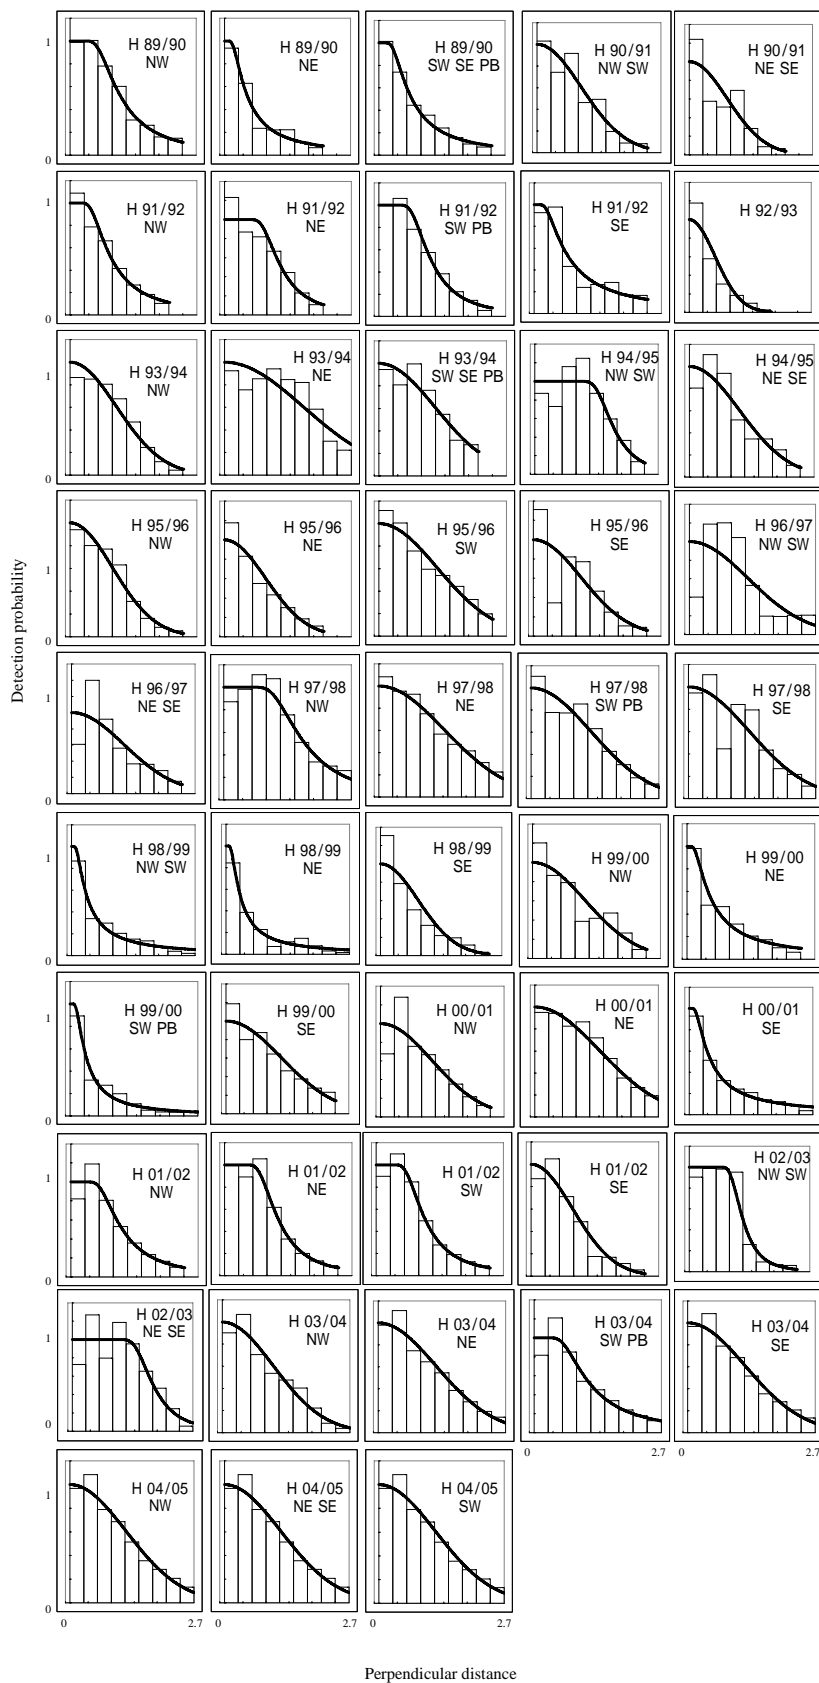 1
H 89/90
NW
H 89/90
NE
H 89/90
SW SE PB
H 90/91
NW SW
H 90/91
NE SE
0
1
H 91/92
NW
H 91/92
NE
H 91/92
SW PB
H 91/92
SE
H 92/93
0
1
H 93/94
NW
H 93/94
NE
H 93/94
SW SE PB
H 94/95
NW SW
H 94/95
NE SE
0
Detection probability
1
H 95/96
NW
H 95/96
NE
H 95/96
SW
H 95/96
SE
H 96/97
NW SW
0
1
H 96/97
NE SE
H 97/98
NW
H 97/98
NE
H 97/98
SW PB
H 97/98
SE
0
1
H 98/99
NW SW
H 98/99
NE
H 98/99
SE
H 99/00
NW
H 99/00
NE
0
1
H 99/00
SW PB
H 99/00
SE
H 00/01
NW
H 00/01
NE
H 00/01
SE
0
1
H 01/02
NW
H 01/02
NE
H 01/02
SW
H 01/02
SE
H 02/03
NW SW
0
1
H 02/03
NE SE
H 03/04
NW
H 03/04
NE
H 03/04
SW PB
H 03/04
SE
0
0 2.7 0 2.7
1
H 04/05
NW
H 04/05
NE SE
H 04/05
SW
0
0 2.7 0 2.7 0 2.7
Perpendicular distance